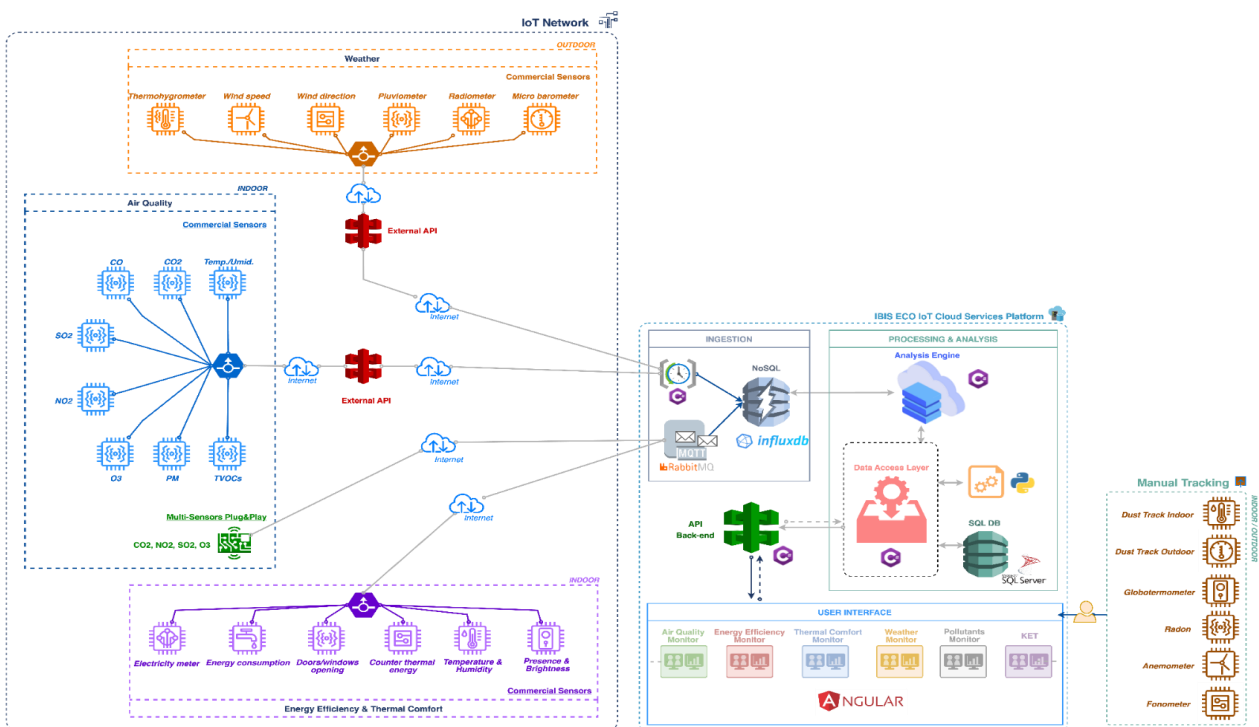 IoT Network
OUTDOOR
Weather
Commercial Sensors
Thermohygrometer
Wind speed
Wind direction
Pluviometer
Radiometer
Micro barometer
External API
Internet
INDOOR
Air Quality
Commercial Sensors
CO
CO2
Temp./Umid.
SO2
NO2
O3
PM
TVOCs
Internet
External API
Internet
Multi-Sensors Plug&Play
CO2, NO2, SO2, O3
Internet
Internet
INDOOR
Electricity meter
Energy consumption
Doors/windows
opening
Counter thermal
energy
Temperature &
Humidity
Presence &
Brightness
Commercial Sensors
Energy Efficiency & Thermal Comfort
IBIS ECO IoT Cloud Services Platform
INGESTION
NoSQL
influxdb
MQTT
RabbitMQ
PROCESSING & ANALYSIS
Analysis Engine
Data Access Layer
SQL DB
SQL Server
API
Back-end
USER INTERFACE
Air Quality
Monitor
Energy Efficiency
Monitor
Thermal Comfort
Monitor
Weather
Monitor
Pollutants
Monitor
KET
ANGULAR
Manual Tracking
INDOOR / OUTDOOR
Dust Track Indoor
Dust Track Outdoor
Globotermometer
Radon
Anemometer
Fonometer